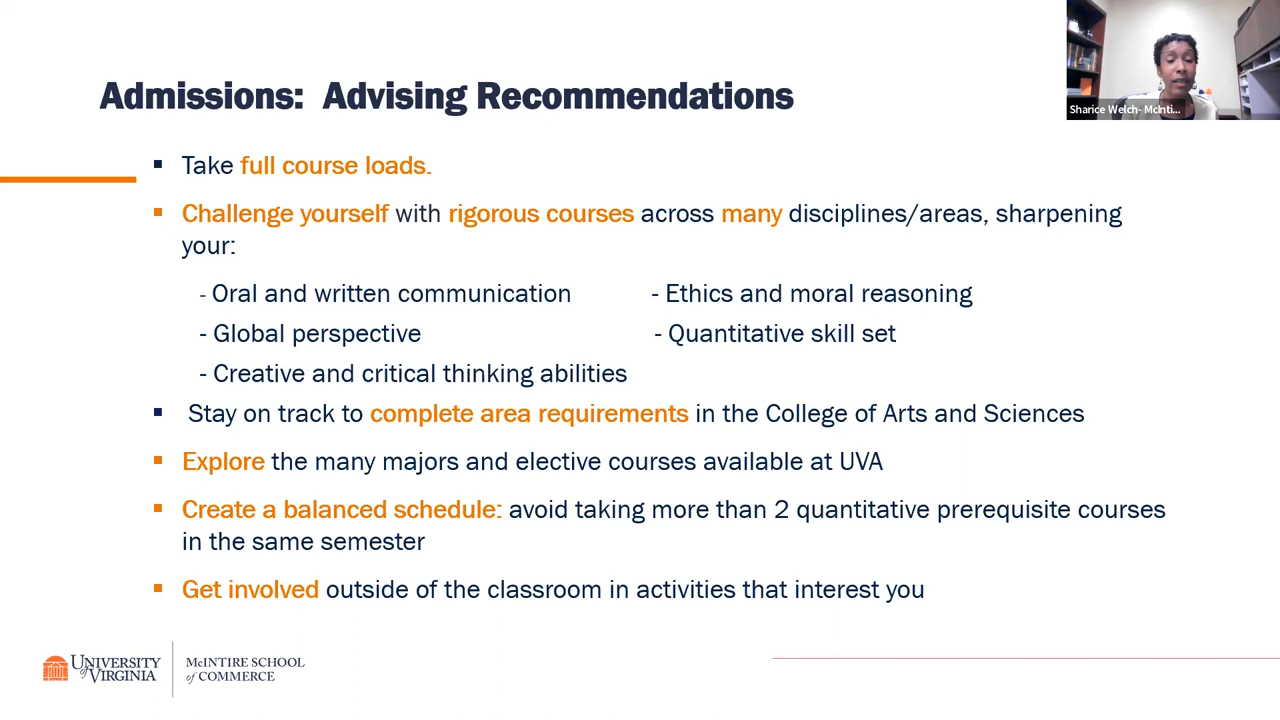 Sharice Welch- McInti...
Admissions: Advising Recommendations
▪ Take full course loads.
▪ Challenge yourself with rigorous courses across many disciplines/areas, sharpening
your:
- Oral and written communication - Ethics and moral reasoning
- Global perspective - Quantitative skill set
- Creative and critical thinking abilities
▪ Stay on track to complete area requirements in the College of Arts and Sciences
▪ Explore the many majors and elective courses available at UVA
▪ Create a balanced schedule: avoid taking more than 2 quantitative prerequisite courses
in the same semester
▪ Get involved outside of the classroom in activities that interest you
UNIVERSITY
of VIRGINIA
McINTIRE SCHOOL
of COMMERCE